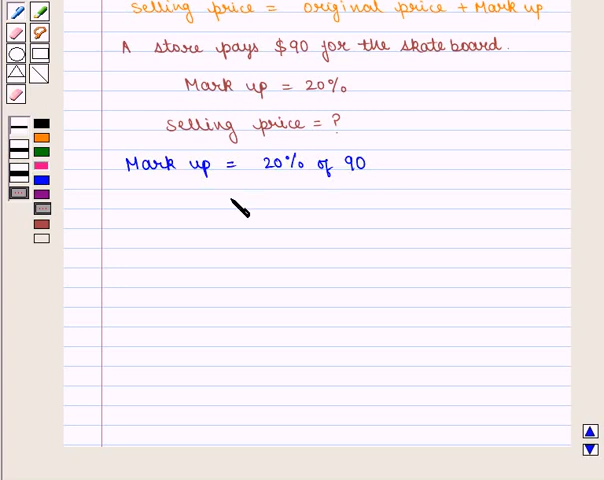 Selling price = original price + Mark up
A store pays $90 for the skateboard.
Mark up = 20%
Selling price = ?
Mark up = 20% of 90